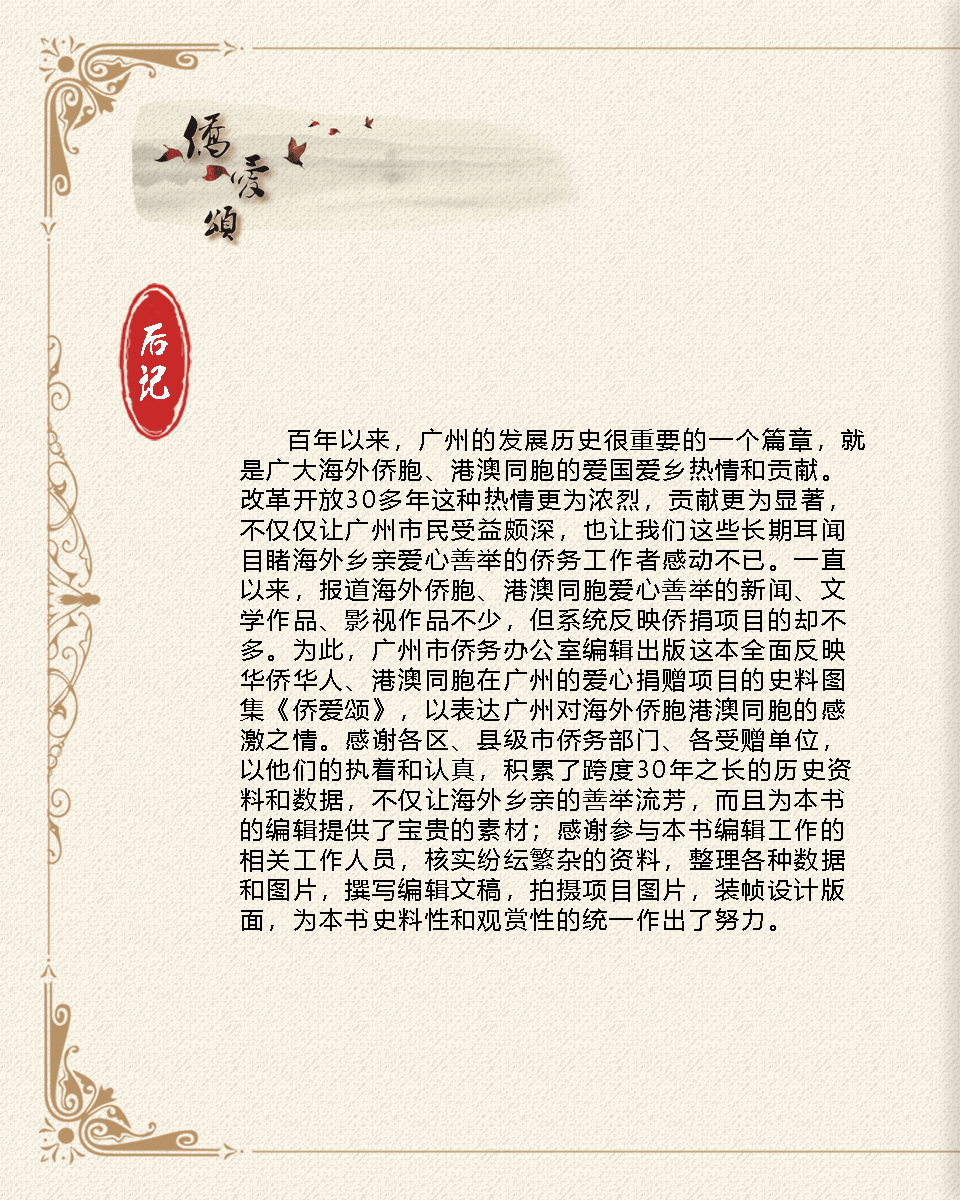 僑
愛
頌
后
记
百年以来，广州的发展历史很重要的一个篇章，就
是广大海外侨胞、港澳同胞的爱国爱乡热情和贡献。
改革开放30多年这种热情更为浓烈，贡献更为显著，
不仅仅让广州市民受益颇深，也让我们这些长期耳闻
目睹海外乡亲爱心善举的侨务工作者感动不已。一直
以来，报道海外侨胞、港澳同胞爱心善举的新闻、文
学作品、影视作品不少，但系统反映侨捐项目的却不
多。为此，广州市侨务办公室编辑出版这本全面反映
华侨华人、港澳同胞在广州的爱心捐赠项目的史料图
集《侨爱颂》，以表达广州对海外侨胞港澳同胞的感
激之情。感谢各区、县级市侨务部门、各受赠单位，
以他们的执着和认真，积累了跨度30年之长的历史资
料和数据，不仅让海外乡亲的善举流芳，而且为本书
的编辑提供了宝贵的素材；感谢参与本书编辑工作的
相关工作人员，核实纷纭繁杂的资料，整理各种数据
和图片，撰写编辑文稿，拍摄项目图片，装帧设计版
面，为本书史料性和观赏性的统一作出了努力。